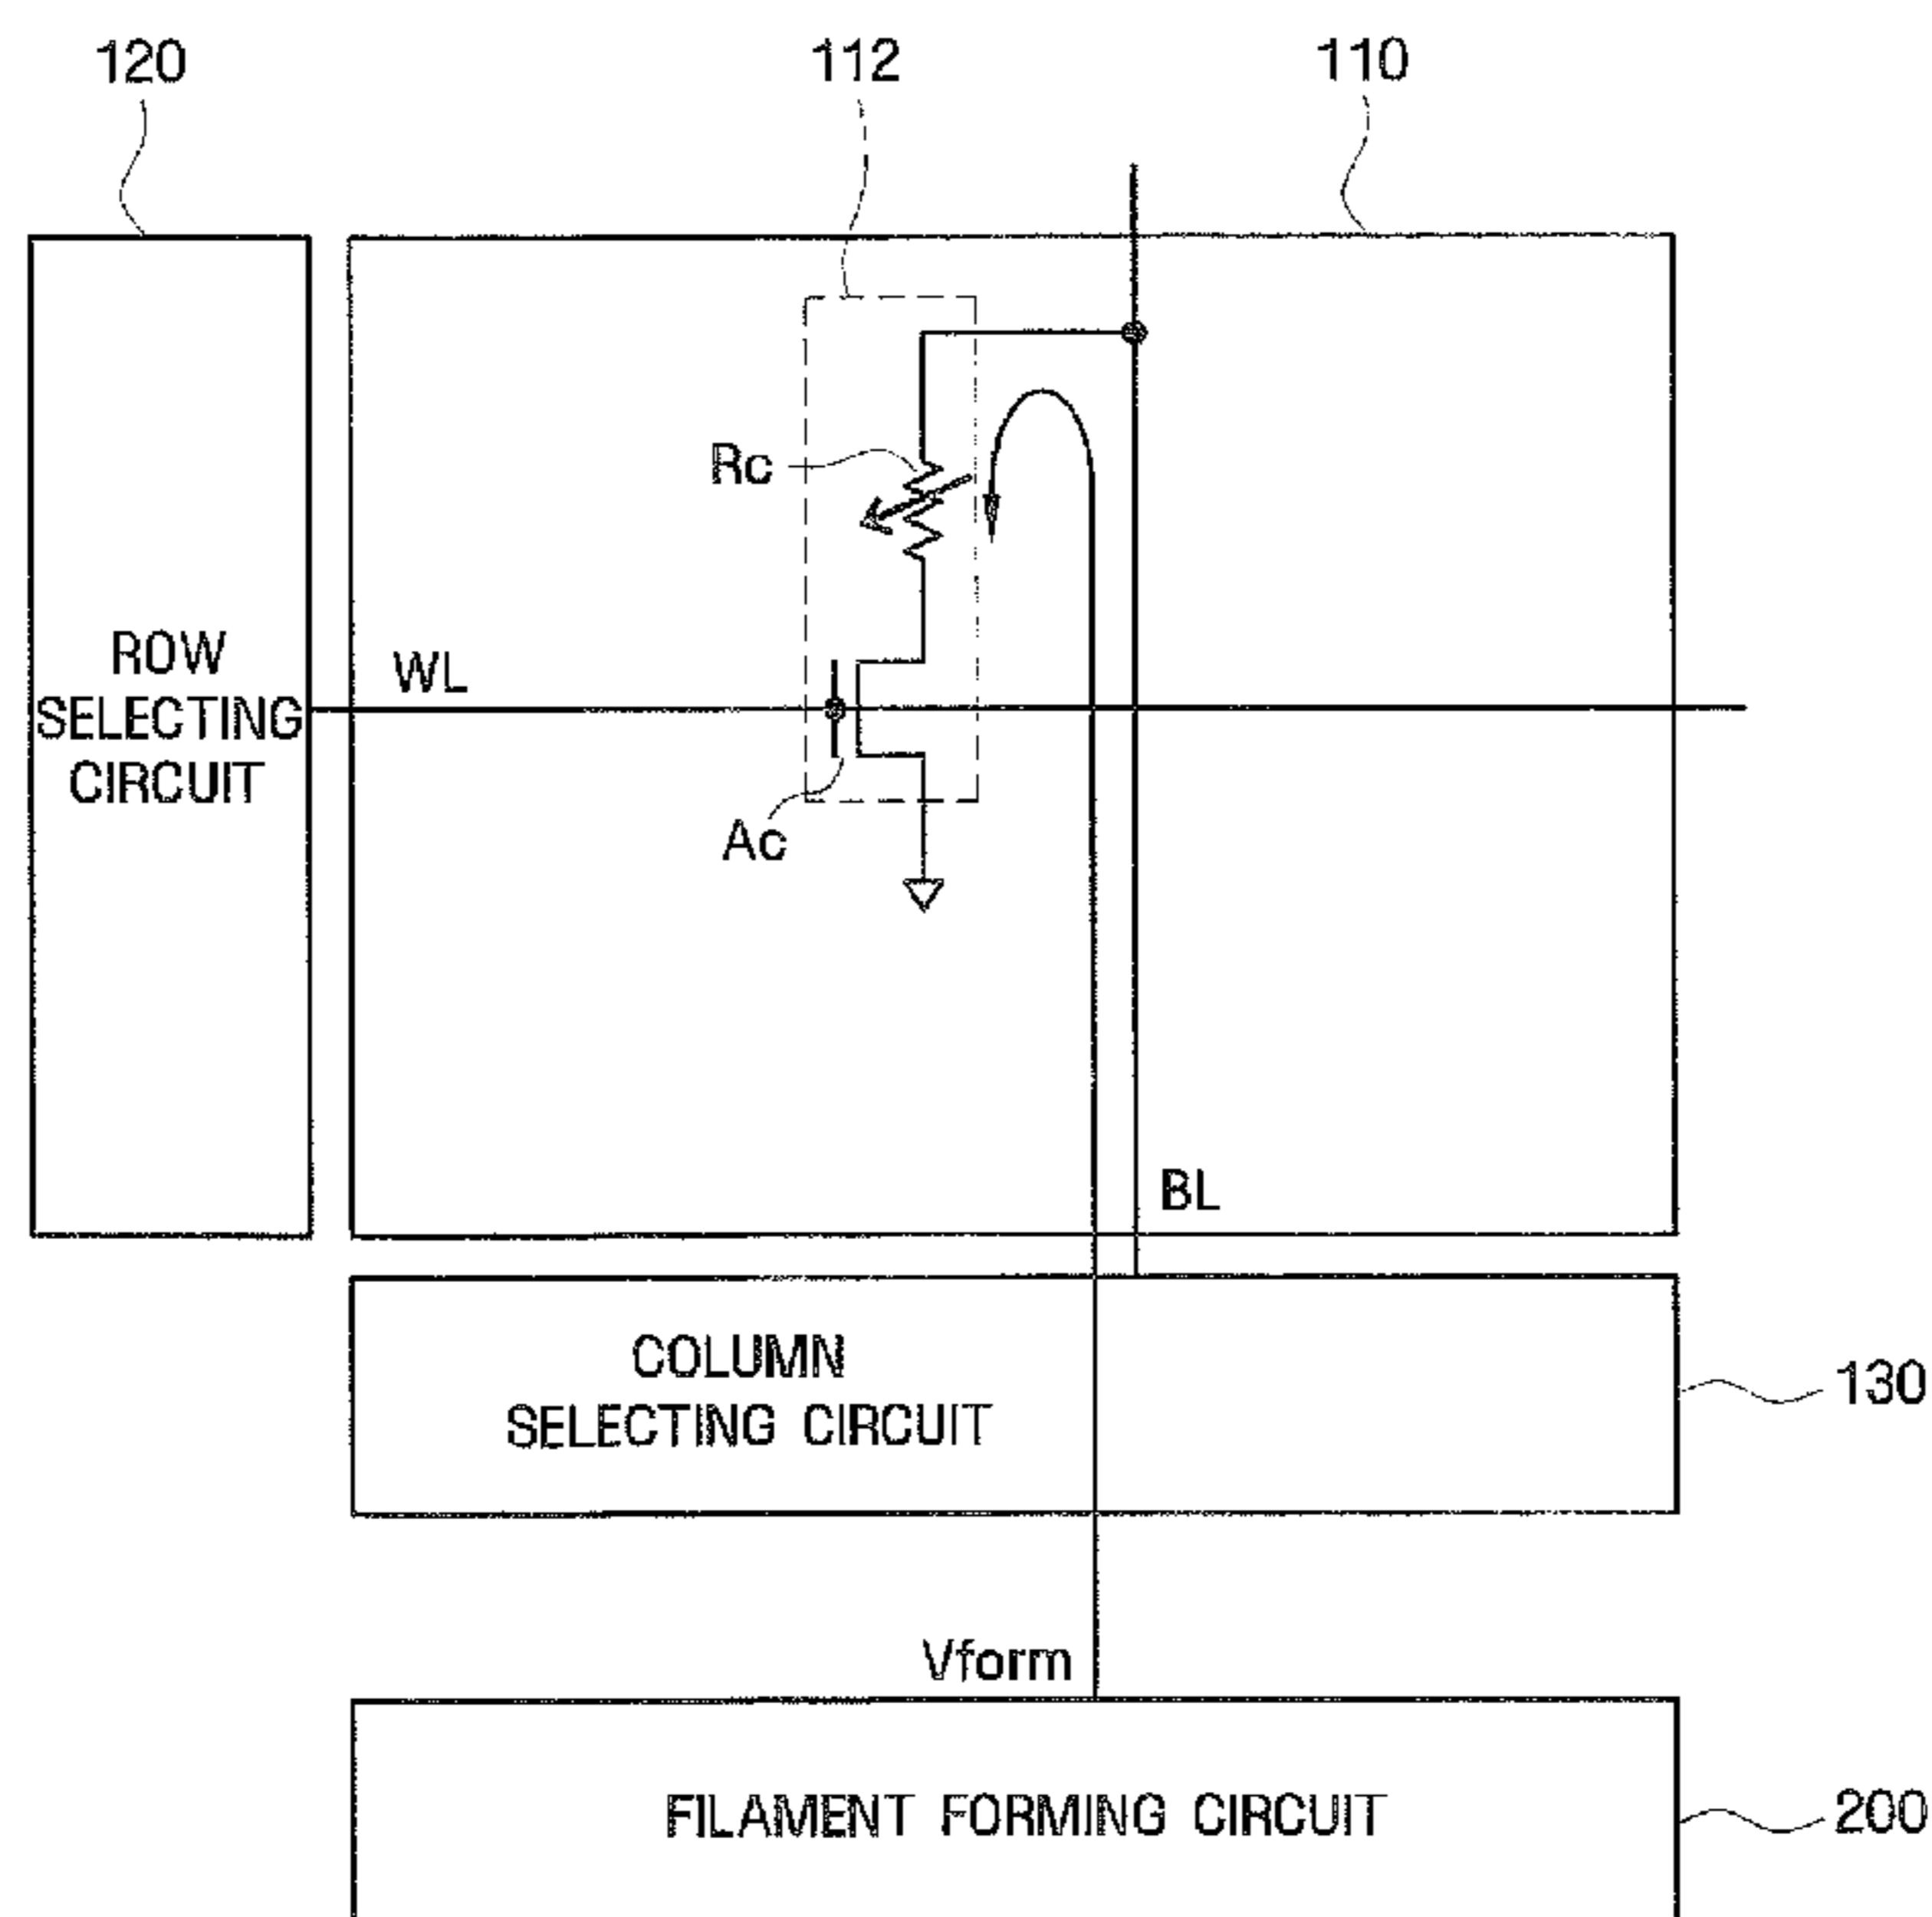 120
112
110
Rc
ROW
SELECTING
CIRCUIT
WL
Ac
BL
COLUMN
SELECTING CIRCUIT
130
Vform
FILAMENT FORMING CIRCUIT
200